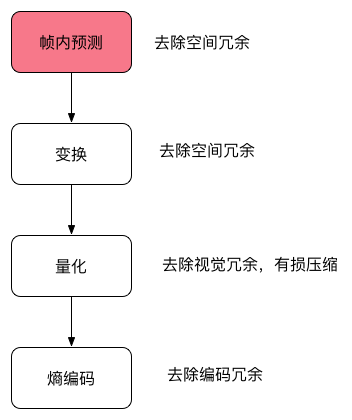 帧内预测 去除空间冗余
变换 去除空间冗余
量化 去除视觉冗余，有损压缩
熵编码 去除编码冗余